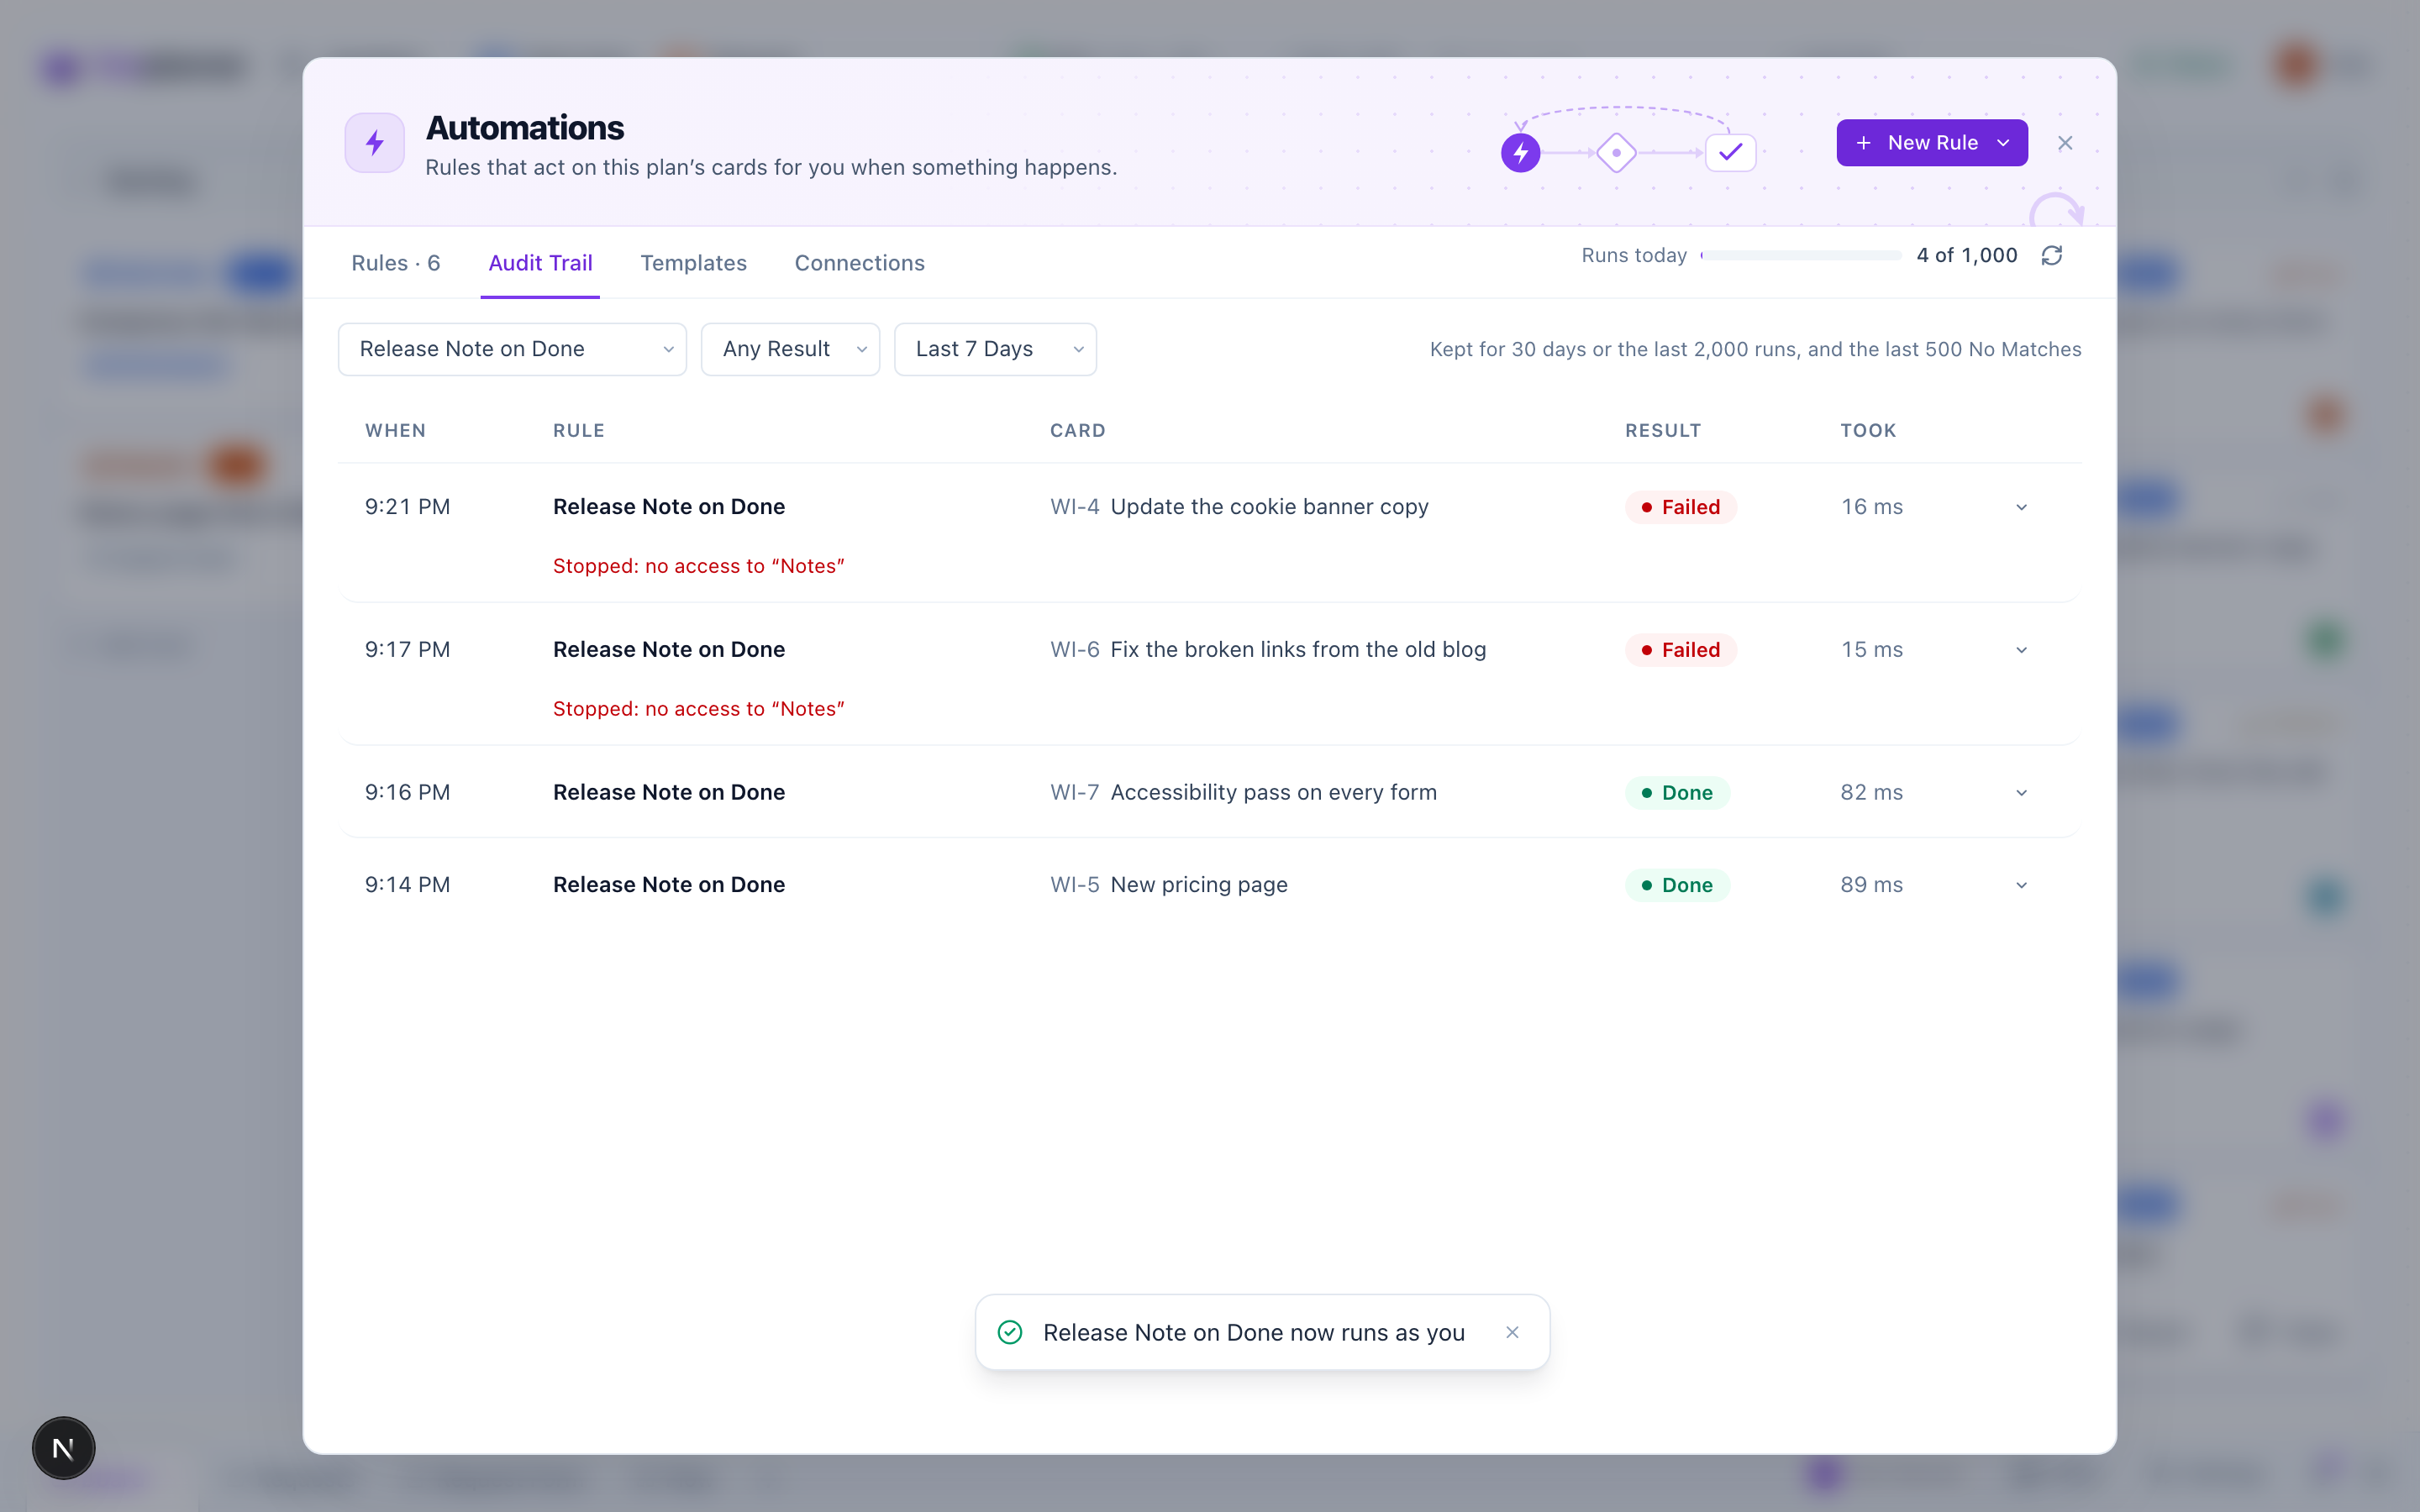 Automations
Rules that act on this plan’s cards for you when something happens.
New Rule
Rules · 6
Audit Trail
Templates
Connections
Runs today
4 of 1,000
Release Note on Done
Any Result
Last 7 Days
Kept for 30 days or the last 2,000 runs, and the last 500 No Matches
WHEN RULE CARD RESULT TOOK
9:21 PM Release Note on Done WI-4 Update the cookie banner copy Failed 16 ms
Stopped: no access to “Notes”
9:17 PM Release Note on Done WI-6 Fix the broken links from the old blog Failed 15 ms
Stopped: no access to “Notes”
9:16 PM Release Note on Done WI-7 Accessibility pass on every form Done 82 ms
9:14 PM Release Note on Done WI-5 New pricing page Done 89 ms
Release Note on Done now runs as you
N